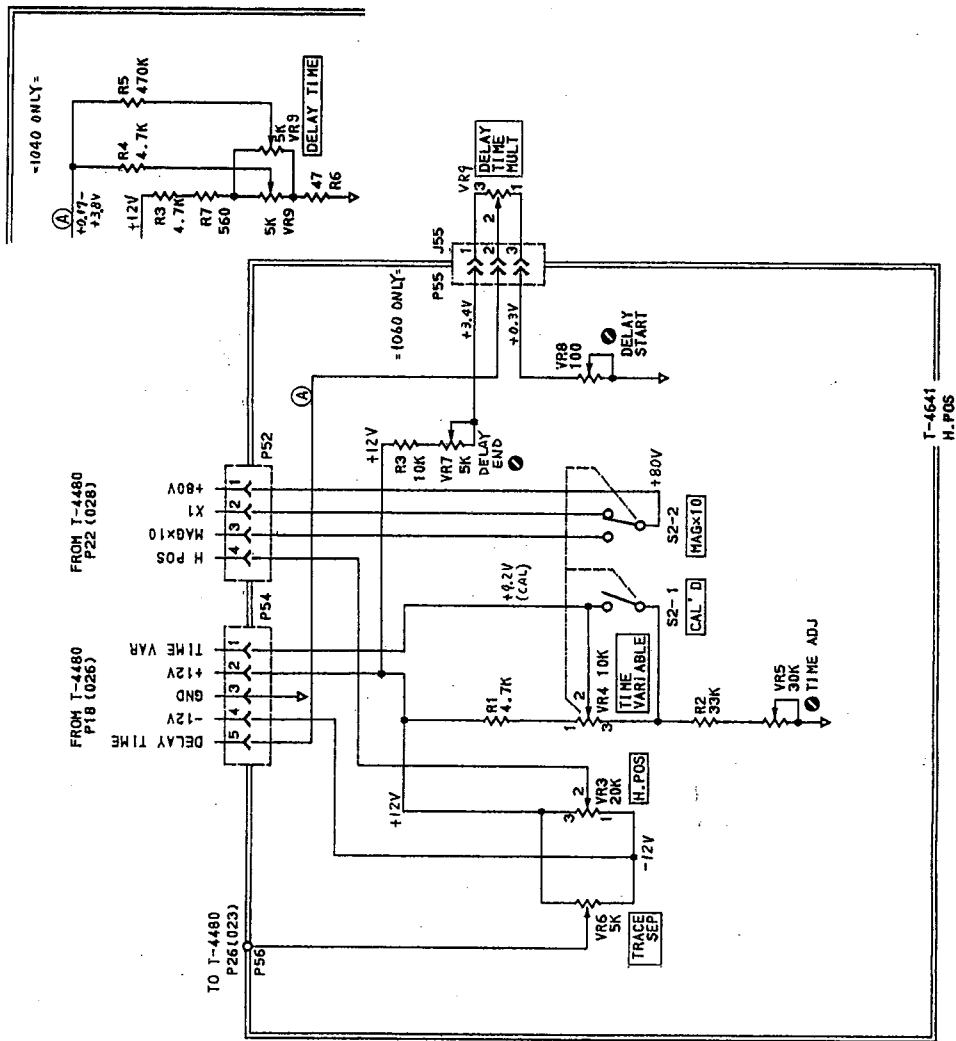 =1040 ONLY=
R5
470K
R4
4.7K
5K
VR9
DELAY TIME
A
+0.17-
+3.8V
+12V
R3
4.7K
R7
560
5K
VR9
47
R6
VR9
DELAY
TIME
MULT
3
2
1
J55
P55
1
2
3
=1060 ONLY=
+3.4V
+0.3V
VR8
100
DELAY
START
A
+12V
R3
10K
VR7
5K
DELAY
END
FROM T-4480
P22 (028)
P52
+80V
X1
MAG×10
H POS
1
2
3
4
+80V
S2-2
MAG×10
+9.2V
(CAL)
S2-1
CAL'D
FROM T-4480
P18 (026)
P54
TIME VAR
+12V
GND
-12V
DELAY TIME
1
2
3
4
5
R1
4.7K
1
2
3
VR4 10K
TIME
VARIABLE
R2
33K
VR5
30K
TIME ADJ
+12V
2
3
1
VR3
20K
H.POS
-12V
VR6
5K
TRACE
SEP
TO T-4480
P26(023)
P56
T-4641
H.POS